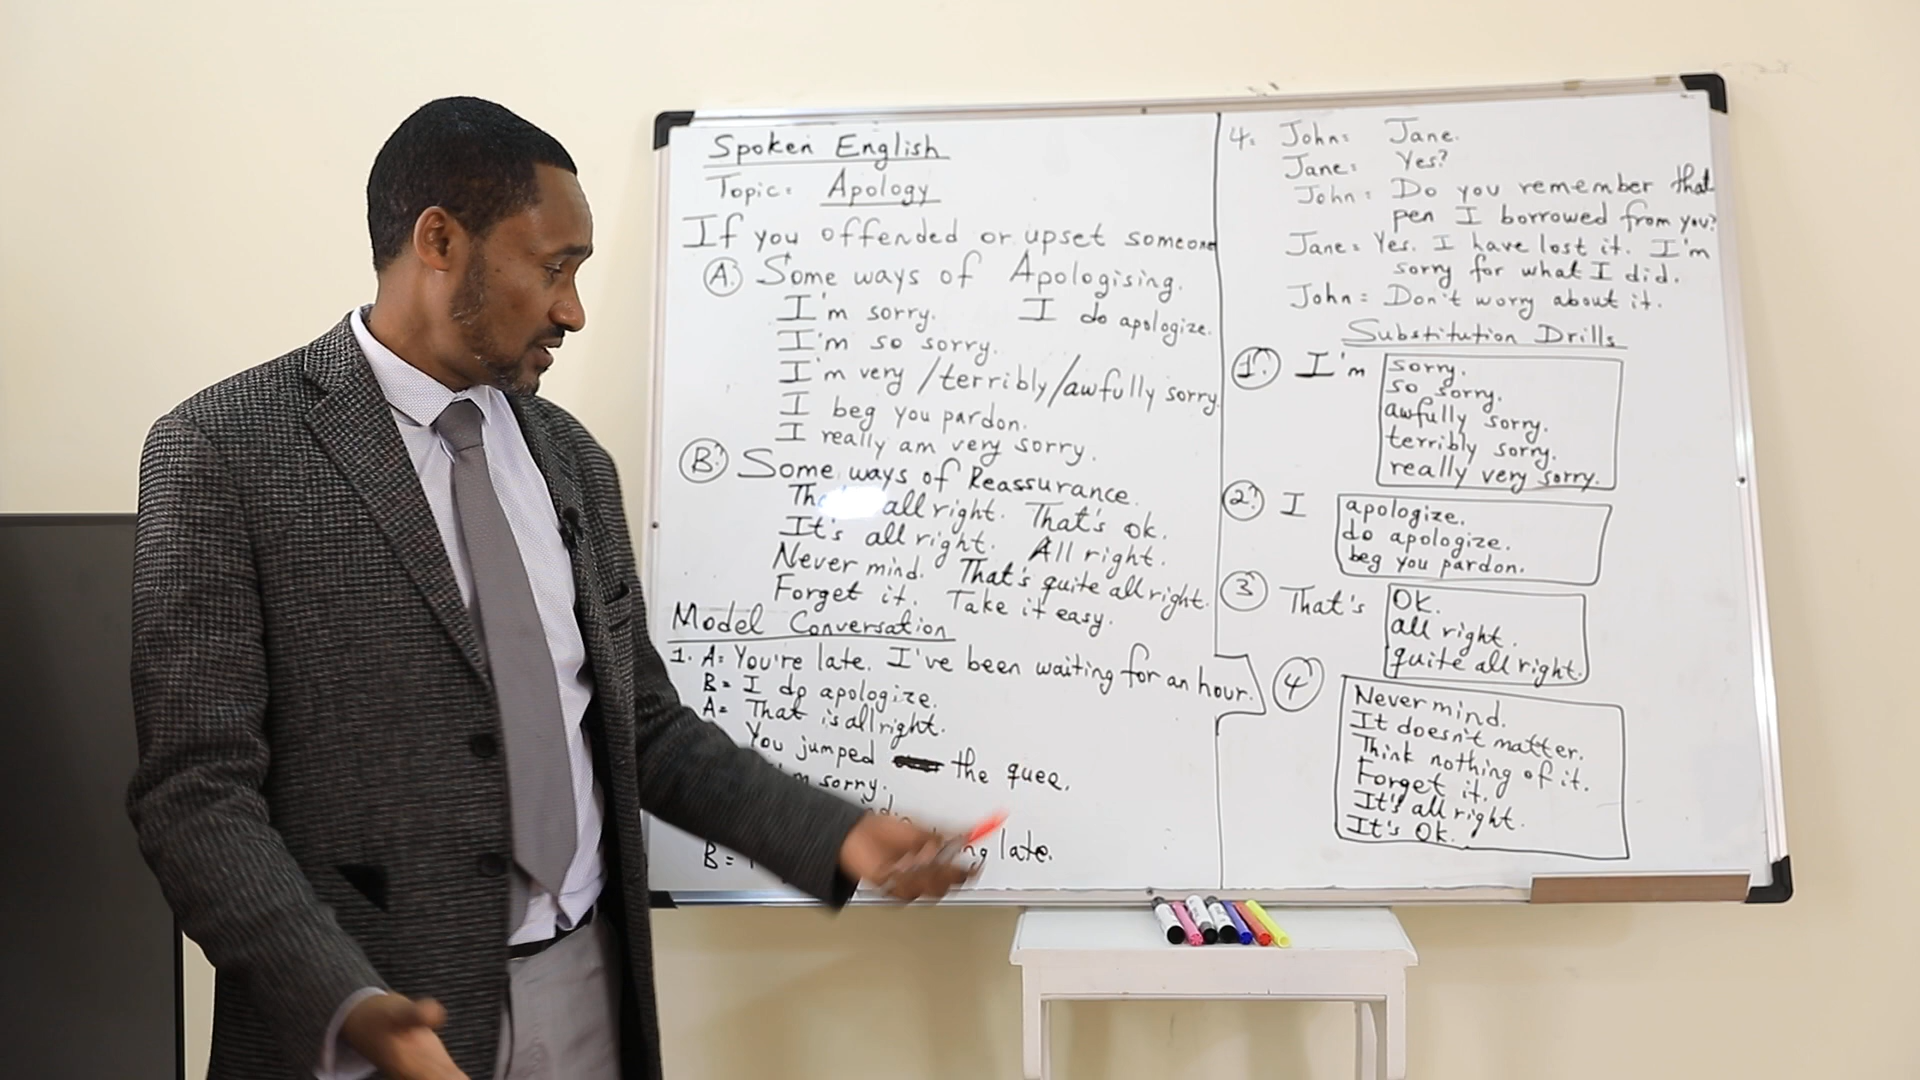 Spoken English
Topic: Apology
If you offended or upset someone
A. Some ways of Apologising.
I'm sorry. I do apologize.
I'm so sorry.
I'm very /terribly/awfully sorry.
I beg you pardon.
I really am very sorry.
B. Some ways of Reassurance.
all right. That's ok.
It's all right. All right.
Never mind. That's quite all right.
Forget it. Take it easy.
Model Conversation
1. A: You're late. I've been waiting for an hour.
B: I do apologize.
A: That is all right.
You jumped the quee.
sorry.
late.
B:
4. John: Jane.
Jane: Yes?
John: Do you remember that
pen I borrowed from you?
Jane: Yes. I have lost it. I'm
sorry for what I did.
John: Don't worry about it.
Substitution Drills
1. I'm sorry.
so sorry.
awfully sorry.
terribly sorry.
really very sorry.
2. I apologize.
do apologize.
beg you pardon.
3 That's OK.
all right.
quite all right.
4 Never mind.
It doesn't matter.
Think nothing of it.
Forget it.
It's all right.
It's Ok.